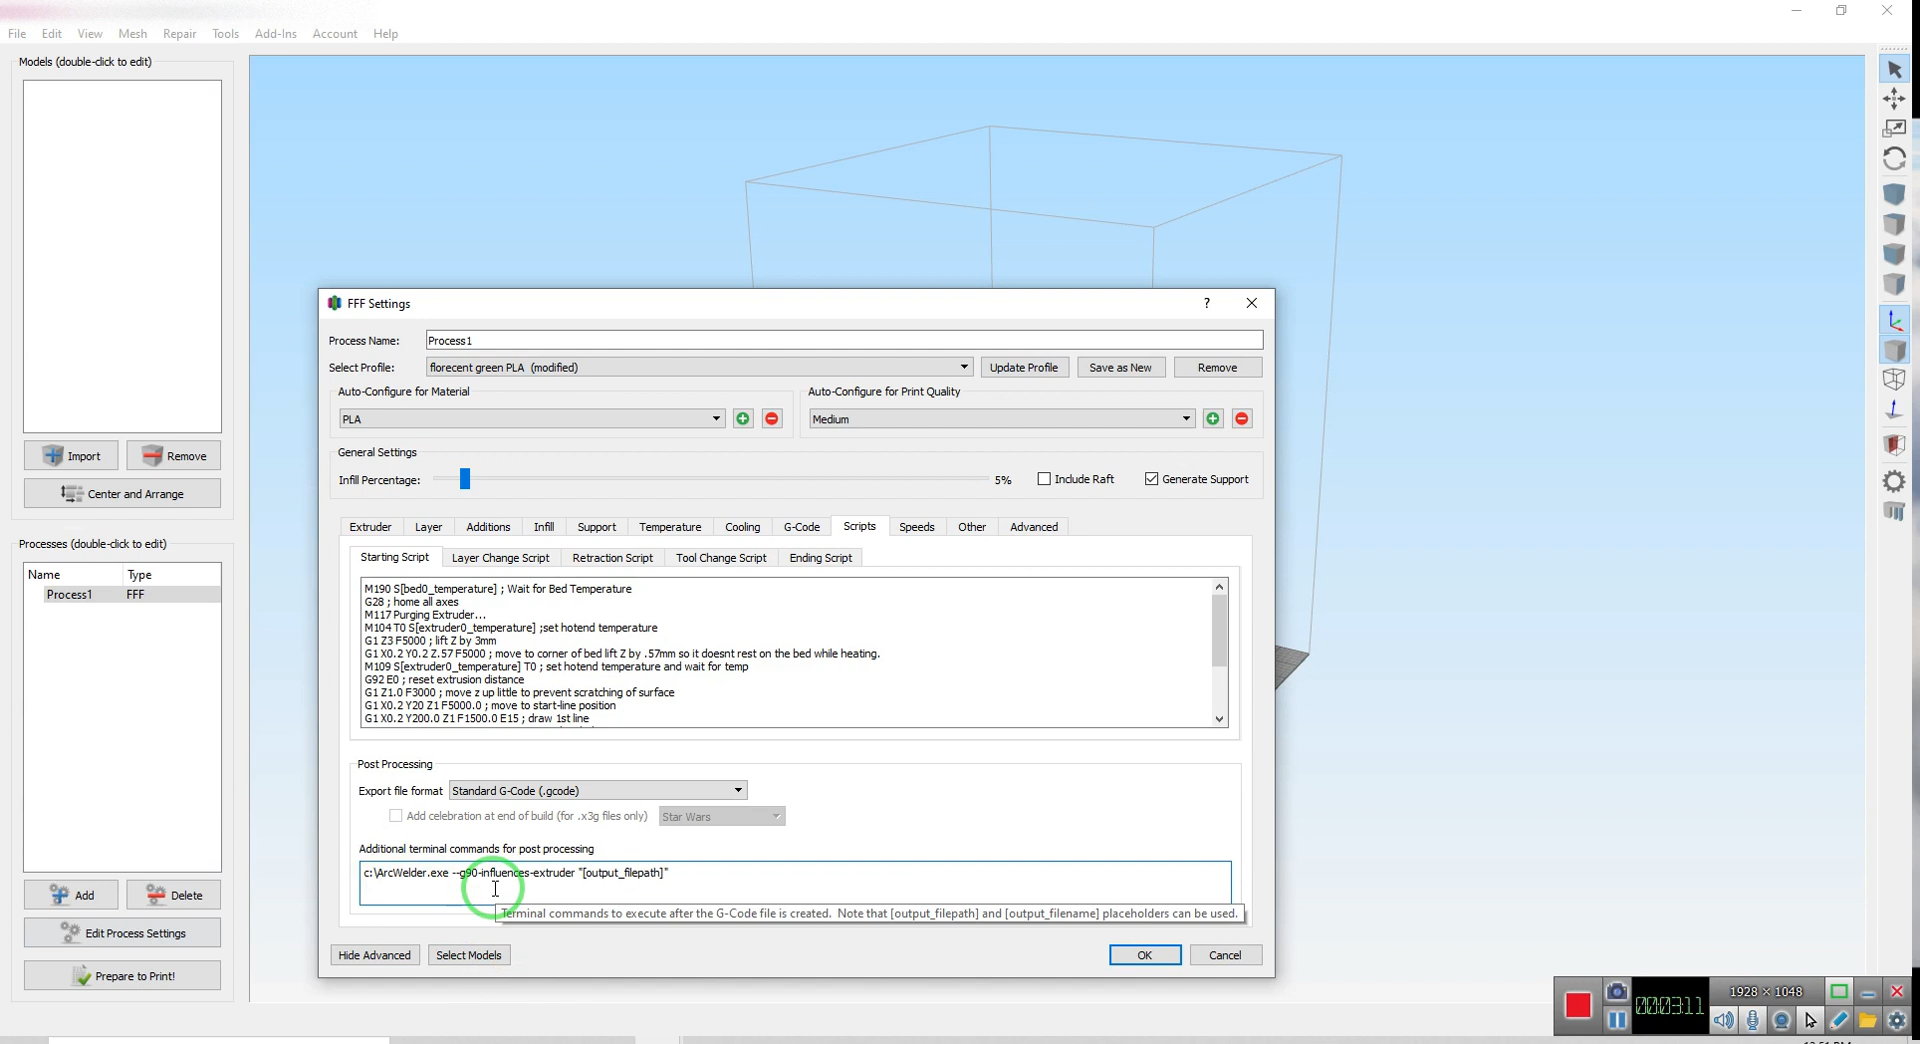 File Edit View Mesh Repair Tools Add-Ins Account Help
Models (double-click to edit)
Import Remove
Center and Arrange
Processes (double-click to edit)
Name Type
Process1 FFF
Add Delete
Edit Process Settings
Prepare to Print!
FFF Settings ?
Process Name: Process1
Select Profile: florecent green PLA (modified) Update Profile Save as New Remove
Auto-Configure for Material Auto-Configure for Print Quality
PLA Medium
General Settings
Infill Percentage: 5% Include Raft Generate Support
Extruder Layer Additions Infill Support Temperature Cooling G-Code Scripts Speeds Other Advanced
Starting Script Layer Change Script Retraction Script Tool Change Script Ending Script
M190 S[bed0_temperature] ; Wait for Bed Temperature
G28 ; home all axes
M117 Purging Extruder...
M104 T0 S[extruder0_temperature] ;set hotend temperature
G1 Z3 F5000 ; lift Z by 3mm
G1 X0.2 Y0.2 Z.57 F5000 ; move to corner of bed lift Z by .57mm so it doesnt rest on the bed while heating.
M109 S[extruder0_temperature] T0 ; set hotend temperature and wait for temp
G92 E0 ; reset extrusion distance
G1 Z1.0 F3000 ; move z up little to prevent scratching of surface
G1 X0.2 Y20 Z1 F5000.0 ; move to start-line position
G1 X0.2 Y200.0 Z1 F1500.0 E15 ; draw 1st line
Post Processing
Export file format Standard G-Code (.gcode)
Add celebration at end of build (for .x3g files only) Star Wars
Additional terminal commands for post processing
c:\ArcWelder.exe --g90-influences-extruder "[output_filepath]"
Terminal commands to execute after the G-Code file is created. Note that [output_filepath] and [output_filename] placeholders can be used.
Hide Advanced Select Models OK Cancel
1928 × 1048
00:03:11